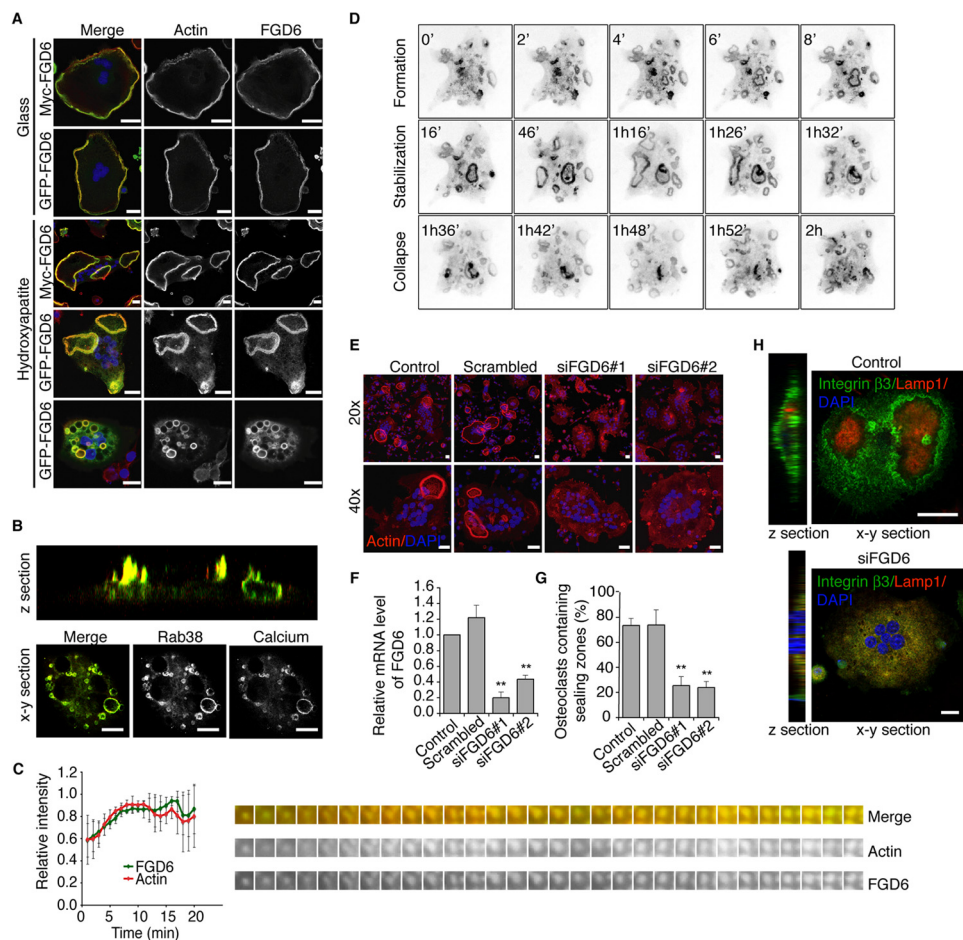 A
Merge Actin FGD6
Glass
Myc-FGD6
GFP-FGD6
Hydroxyapatite
Myc-FGD6
GFP-FGD6
GFP-FGD6
B
z section
Merge Rab38 Calcium
x-y section
C
Relative intensity
1.2
1.0
0.8
0.6
0.4
0.2
0.0
FGD6
Actin
0 5 10 15 20 25
Time (min)
Merge
Actin
FGD6
D
Formation
0’ 2’ 4’ 6’ 8’
Stabilization
16’ 46’ 1h16’ 1h26’ 1h32’
Collapse
1h36’ 1h42’ 1h48’ 1h52’ 2h
E
Control Scrambled siFGD6#1 siFGD6#2
20x
40x
Actin/DAPI
F
Relative mRNA level
of FGD6
1.6
1.4
1.2
1.0
0.8
0.6
0.4
0.2
0.0
** **
Control
Scrambled
siFGD6#1
siFGD6#2
G
Osteoclasts containing
sealing zones (%)
100
80
60
40
20
0
** **
Control
Scrambled
siFGD6#1
siFGD6#2
H
Control
Integrin β3/Lamp1/
DAPI
z section x-y section
siFGD6
Integrin β3/Lamp1/
DAPI
z section x-y section